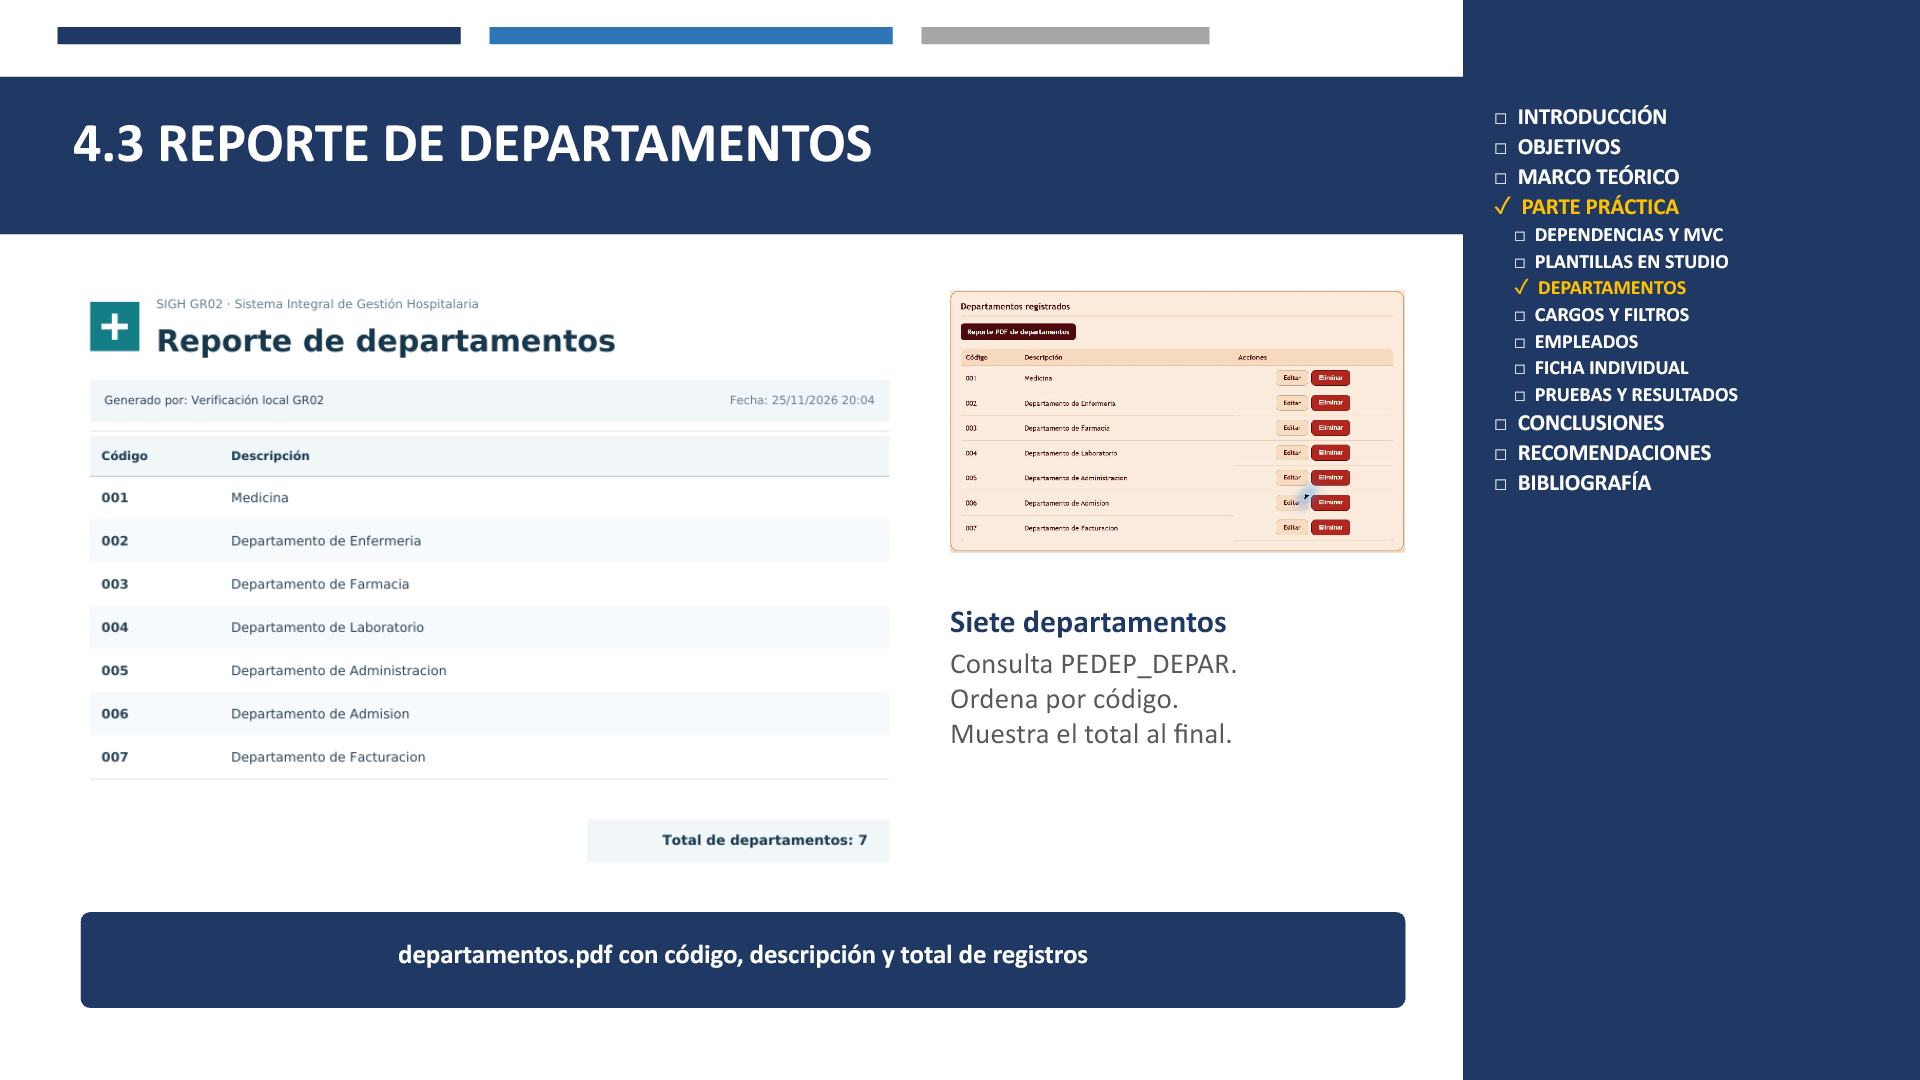 4.3 REPORTE DE DEPARTAMENTOS
SIGH GR02 · Sistema Integral de Gestión Hospitalaria
Reporte de departamentos
Generado por: Verificación local GR02 Fecha: 25/11/2026 20:04
Código Descripción
001 Medicina
002 Departamento de Enfermeria
003 Departamento de Farmacia
004 Departamento de Laboratorio
005 Departamento de Administracion
006 Departamento de Admision
007 Departamento de Facturacion
Total de departamentos: 7
Departamentos registrados
Reporte PDF de departamentos
Código Descripción Acciones
001 Medicina Editar Eliminar
002 Departamento de Enfermeria Editar Eliminar
003 Departamento de Farmacia Editar Eliminar
004 Departamento de Laboratorio Editar Eliminar
005 Departamento de Administracion Editar Eliminar
006 Departamento de Admision Editar Eliminar
007 Departamento de Facturacion Editar Eliminar
Siete departamentos
Consulta PEDEP_DEPAR.
Ordena por código.
Muestra el total al final.
departamentos.pdf con código, descripción y total de registros
□ INTRODUCCIÓN
□ OBJETIVOS
□ MARCO TEÓRICO
✓ PARTE PRÁCTICA
□ DEPENDENCIAS Y MVC
□ PLANTILLAS EN STUDIO
✓ DEPARTAMENTOS
□ CARGOS Y FILTROS
□ EMPLEADOS
□ FICHA INDIVIDUAL
□ PRUEBAS Y RESULTADOS
□ CONCLUSIONES
□ RECOMENDACIONES
□ BIBLIOGRAFÍA